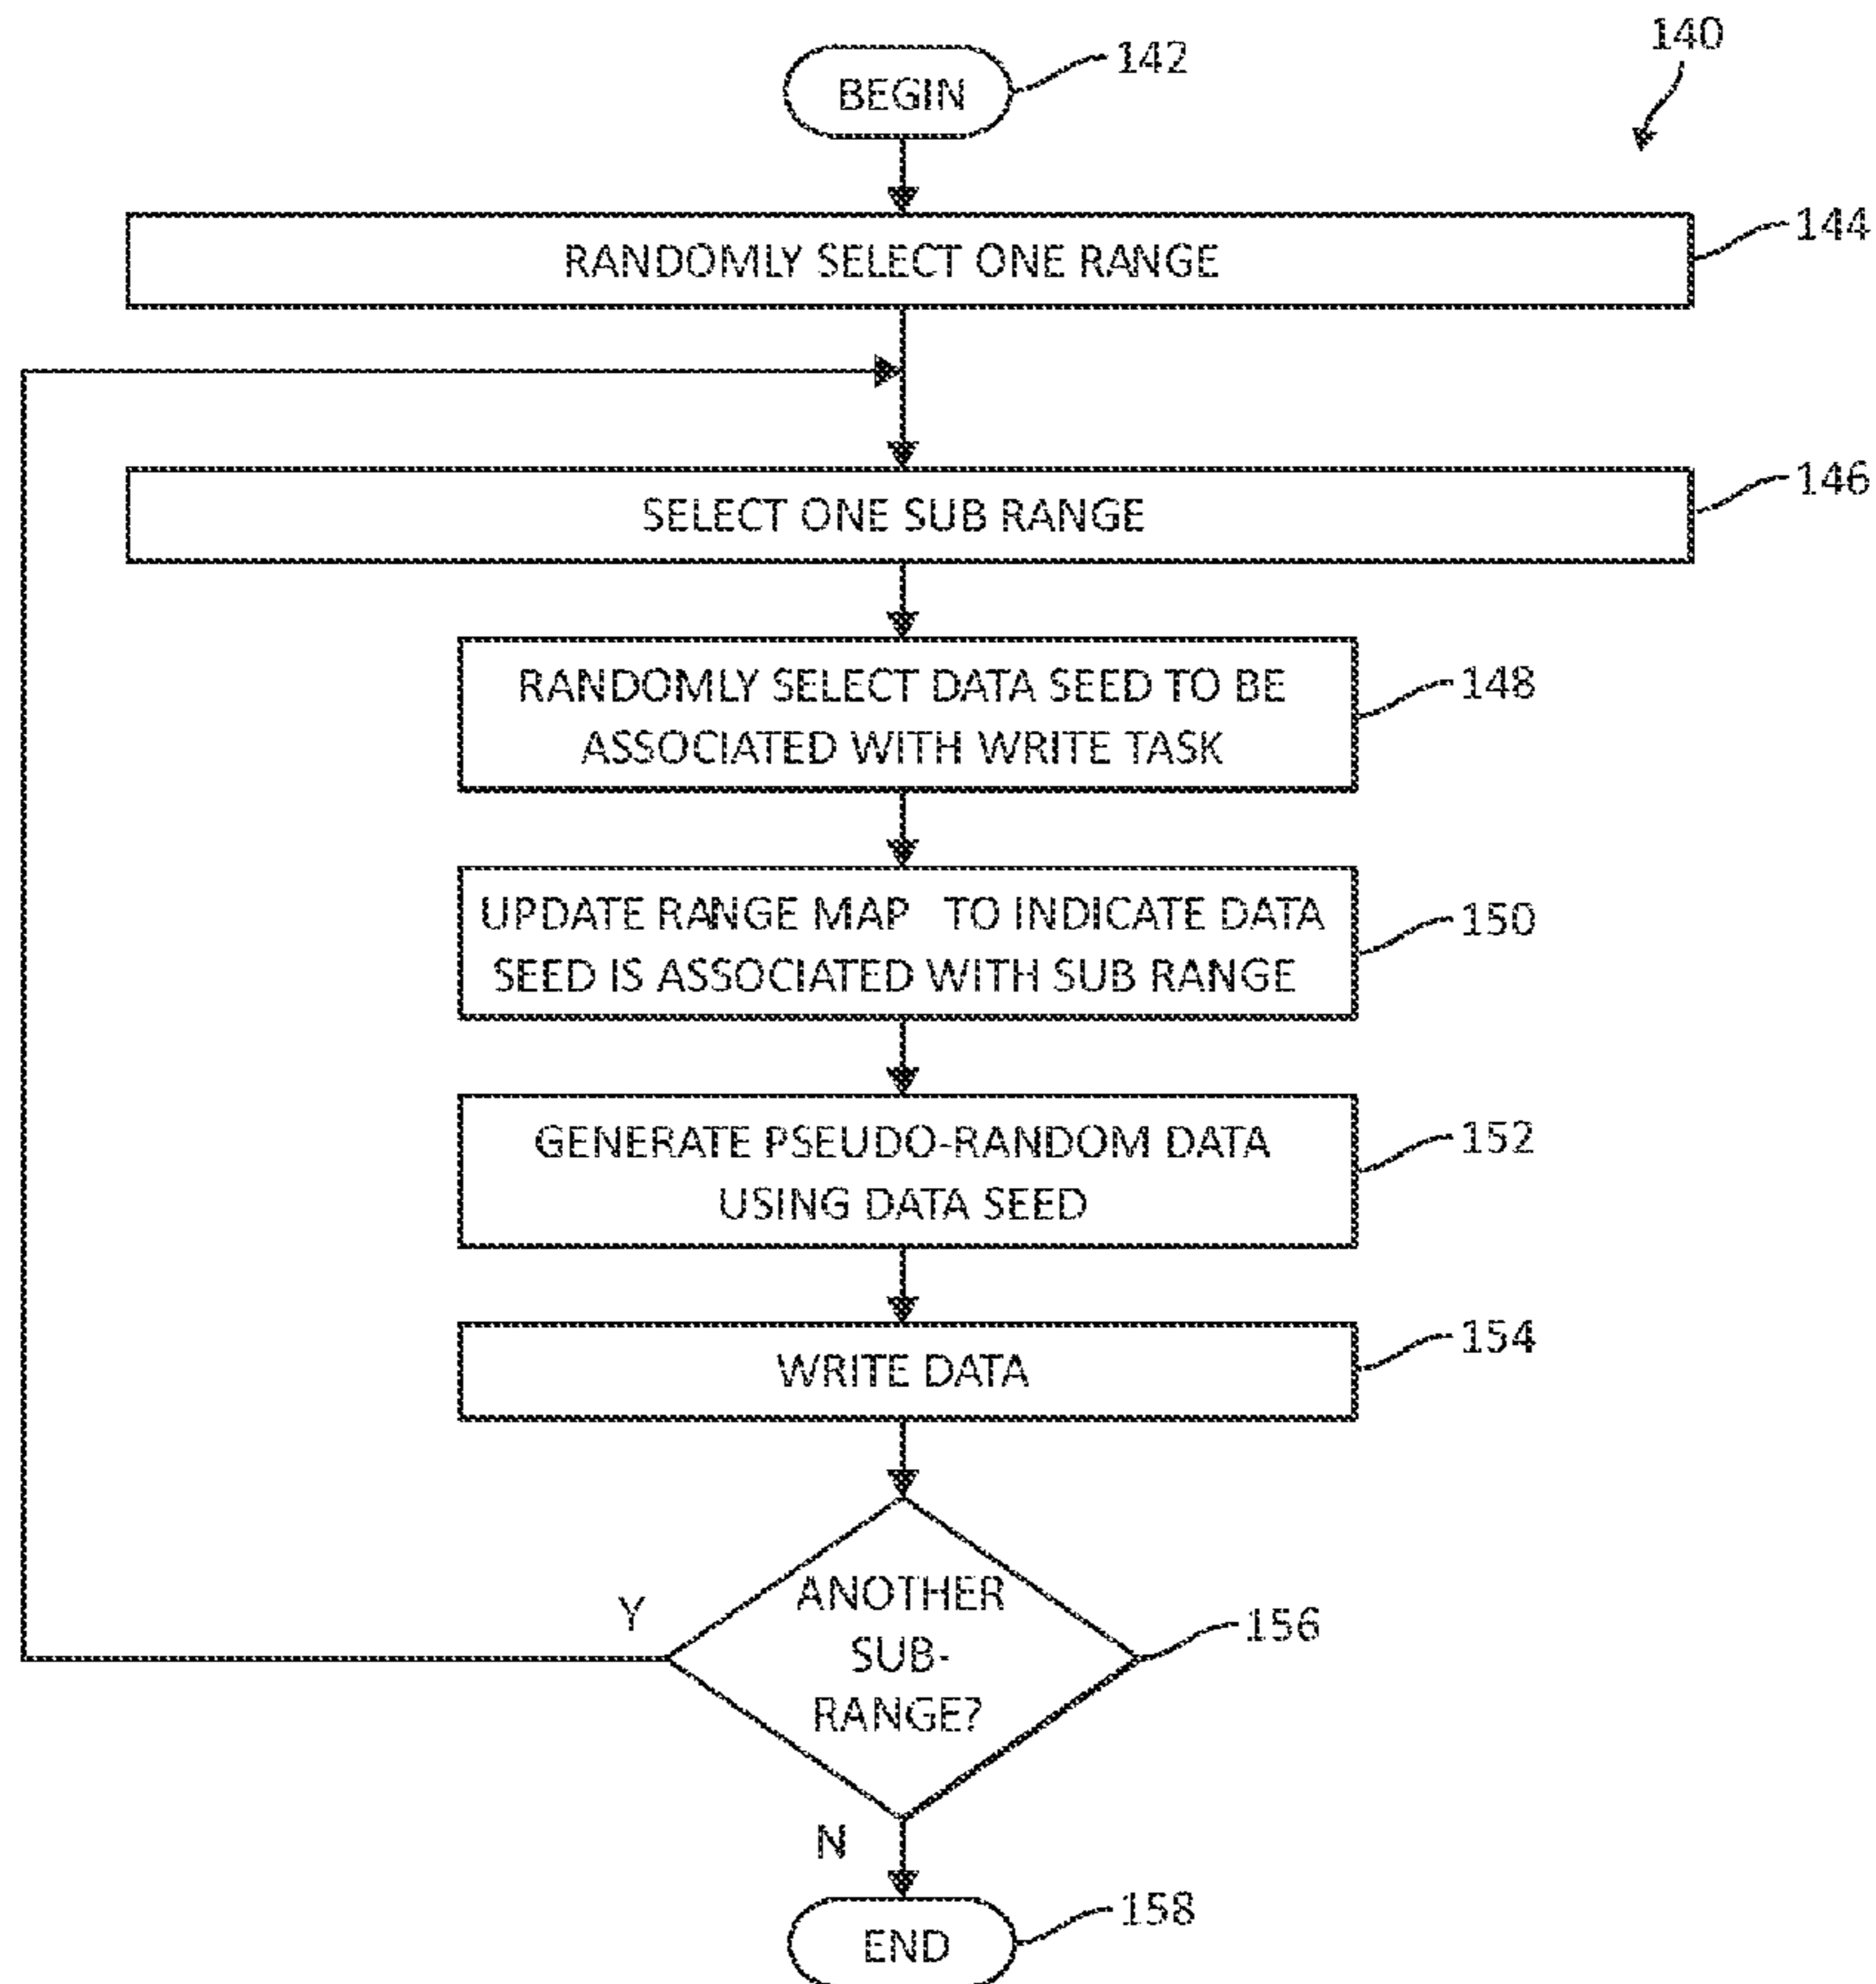 140
BEGIN
142
RANDOMLY SELECT ONE RANGE
144
SELECT ONE SUB RANGE
146
RANDOMLY SELECT DATA SEED TO BE
ASSOCIATED WITH WRITE TASK
148
UPDATE RANGE MAP TO INDICATE DATA
SEED IS ASSOCIATED WITH SUB RANGE
150
GENERATE PSEUDO-RANDOM DATA
USING DATA SEED
152
WRITE DATA
154
ANOTHER
SUB-
RANGE?
156
Y
N
END
158